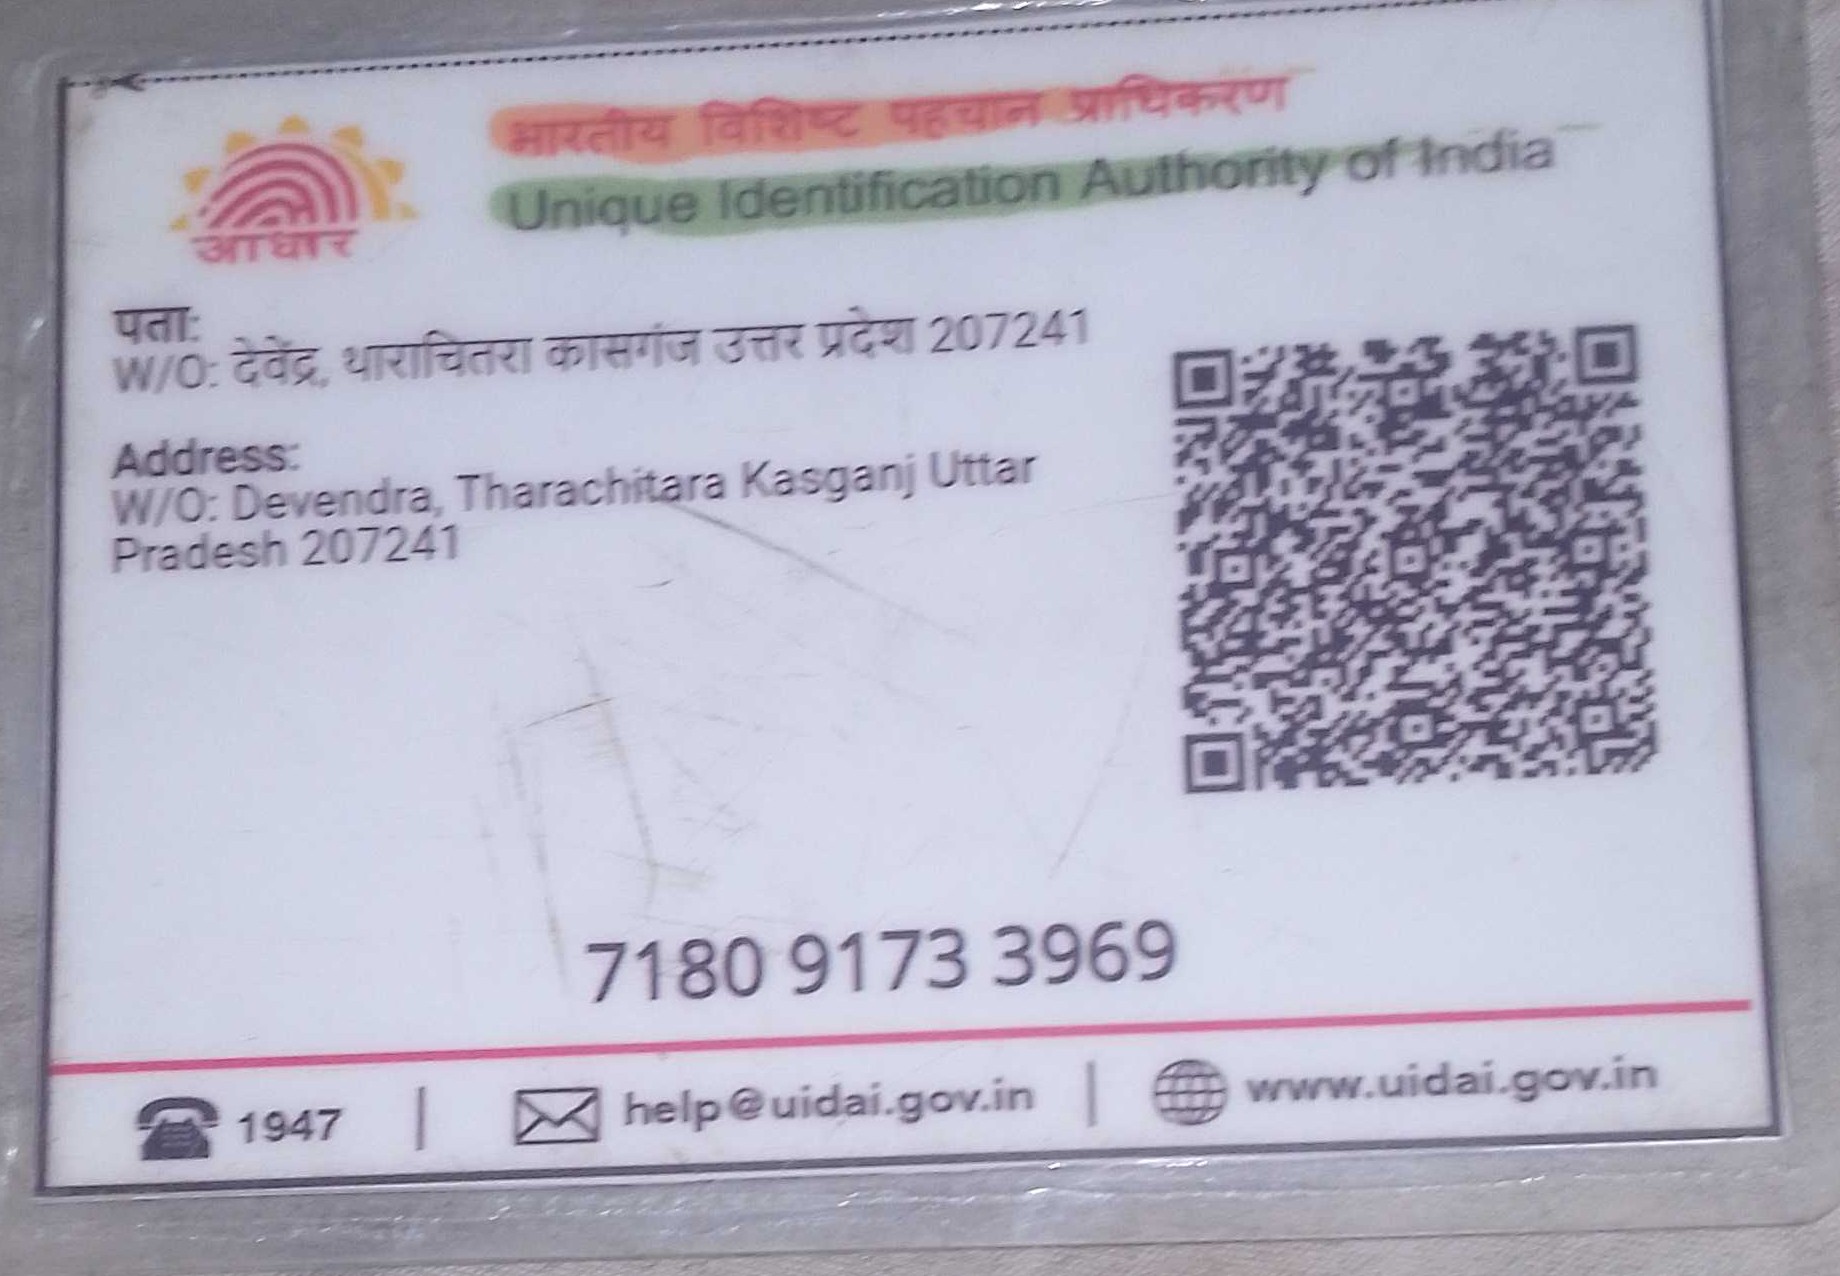 भारतीय विशिष्ट पहचान प्राधिकरण
Unique Identification Authority of India
आधार
पता:
W/O: देवेंद्र, थाराचितरा कासगंज उत्तर प्रदेश 207241
Address:
W/O: Devendra, Tharachitara Kasganj Uttar
Pradesh 207241
7180 9173 3969
1947 | help@uidai.gov.in | www.uidai.gov.in